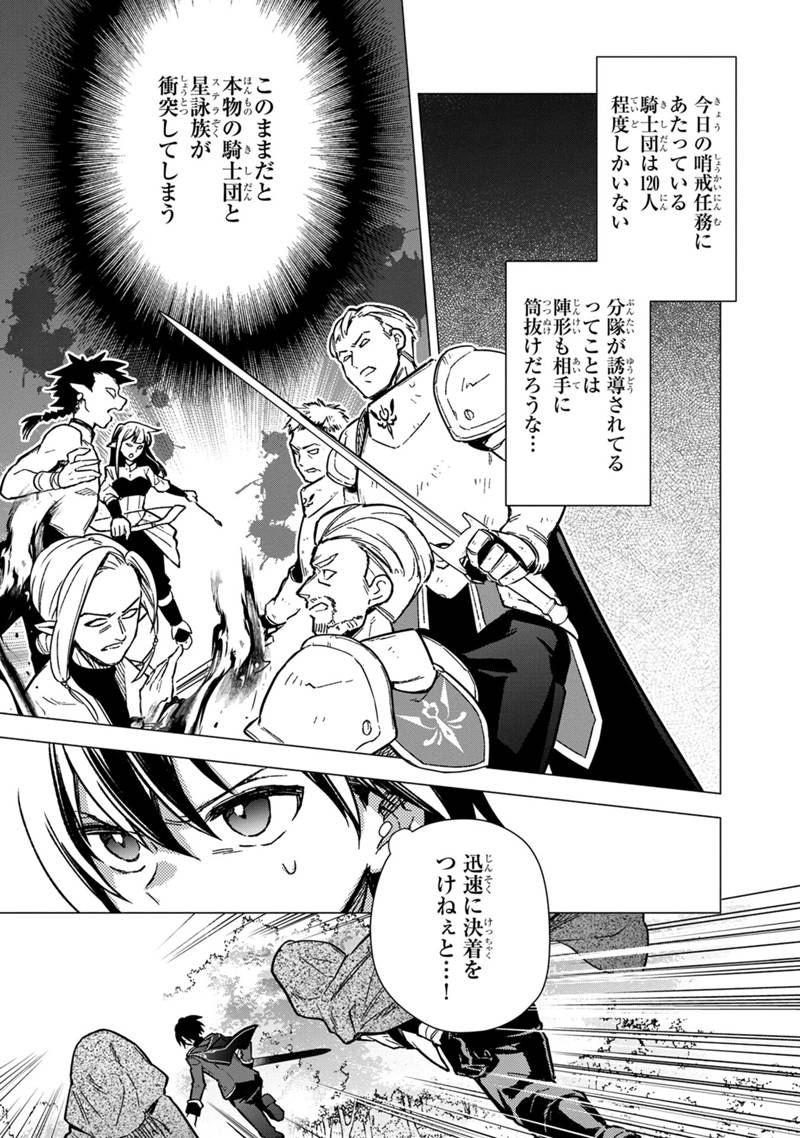 今日の哨戒任務に
あたっている
騎士団は120人
程度しかいない
分隊が誘導されてる
ってことは
陣形も相手に
筒抜けだろうな…
このままだと
本物の騎士団と
星詠族が
衝突してしまう
迅速に決着を
つけねぇと…!